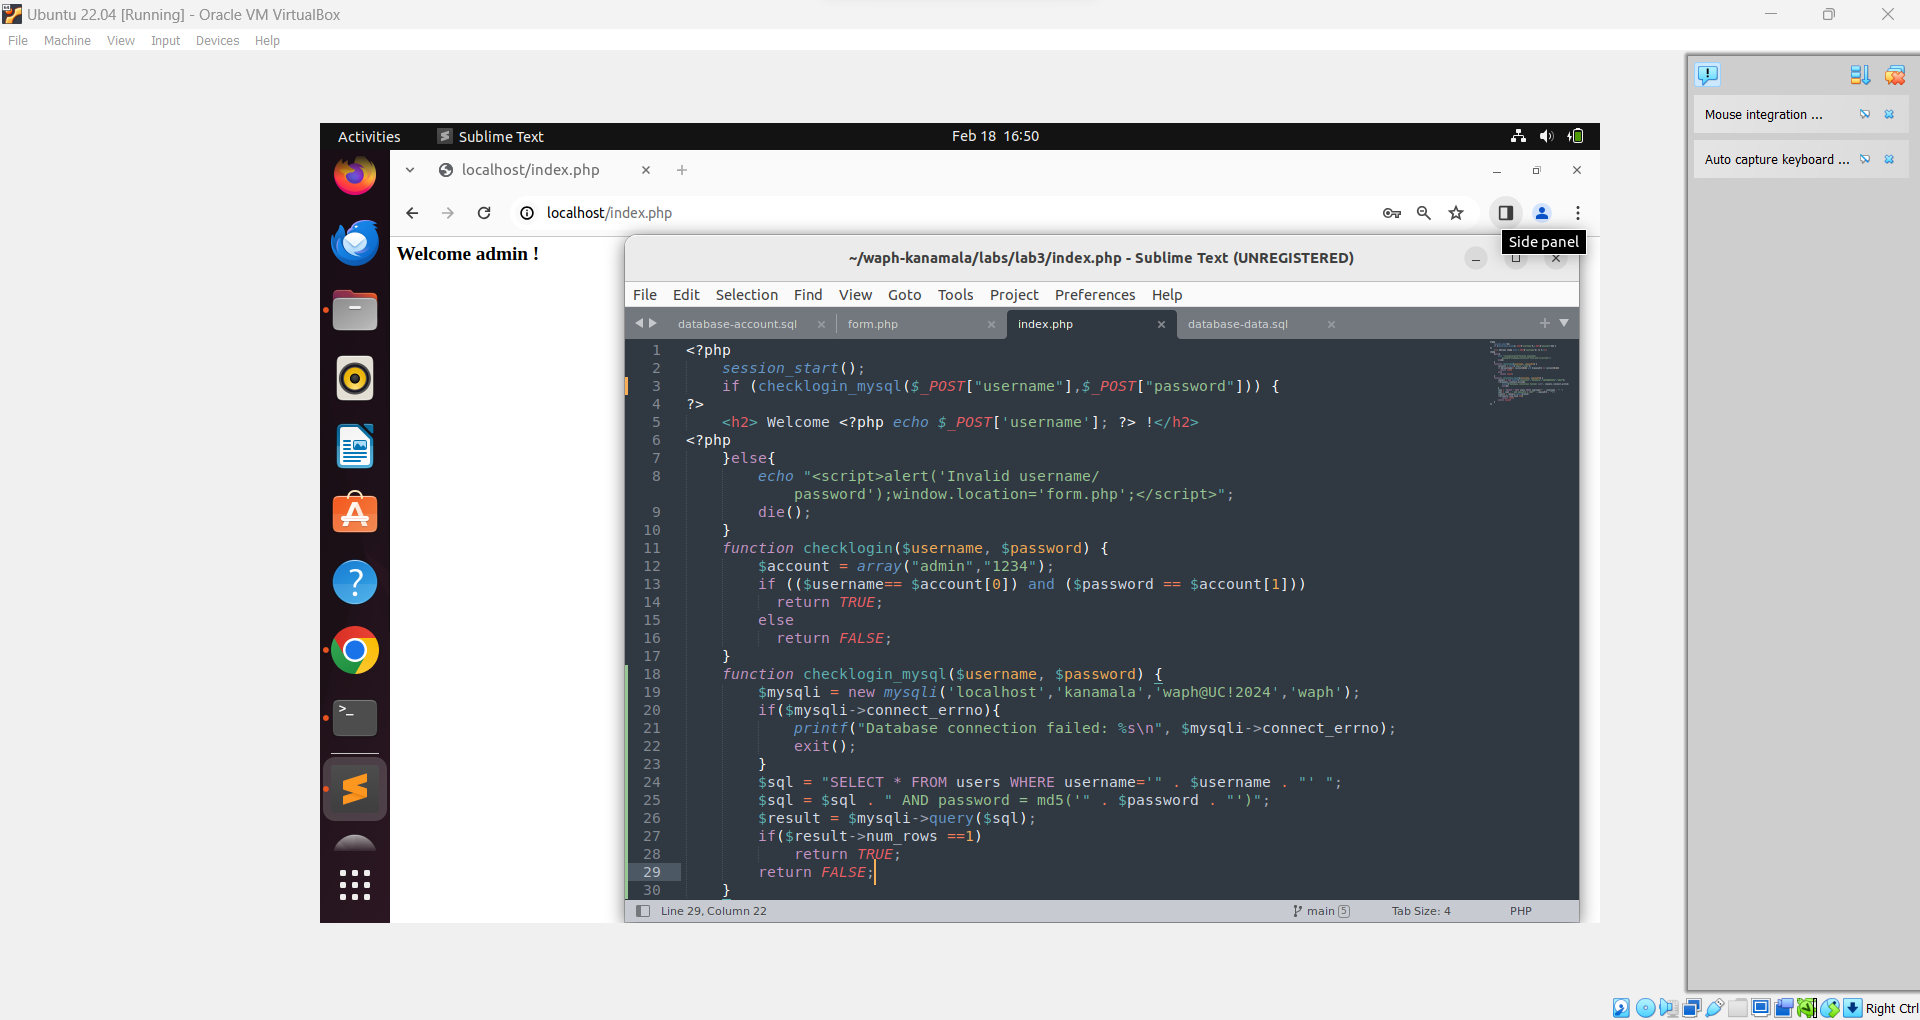 Ubuntu 22.04 [Running] - Oracle VM VirtualBox
File Machine View Input Devices Help
Mouse integration ...
Auto capture keyboard ...
Activities Sublime Text Feb 18 16:50
localhost/index.php
localhost/index.php
Side panel
Welcome admin !
~/waph-kanamala/labs/lab3/index.php - Sublime Text (UNREGISTERED)
File Edit Selection Find View Goto Tools Project Preferences Help
database-account.sql form.php index.php database-data.sql
1 <?php
2 session_start();
3 if (checklogin_mysql($_POST["username"],$_POST["password"])) {
4 ?>
5 <h2> Welcome <?php echo $_POST['username']; ?> !</h2>
6 <?php
7 }else{
8 echo "<script>alert('Invalid username/
password');window.location='form.php';</script>";
9 die();
10 }
11 function checklogin($username, $password) {
12 $account = array("admin","1234");
13 if (($username== $account[0]) and ($password == $account[1]))
14 return TRUE;
15 else
16 return FALSE;
17 }
18 function checklogin_mysql($username, $password) {
19 $mysqli = new mysqli('localhost','kanamala','waph@UC!2024','waph');
20 if($mysqli->connect_errno){
21 printf("Database connection failed: %s\n", $mysqli->connect_errno);
22 exit();
23 }
24 $sql = "SELECT * FROM users WHERE username='" . $username . "' ";
25 $sql = $sql . " AND password = md5('" . $password . "')";
26 $result = $mysqli->query($sql);
27 if($result->num_rows ==1)
28 return TRUE;
29 return FALSE;
30 }
Line 29, Column 22 main 5 Tab Size: 4 PHP
Right Ctrl